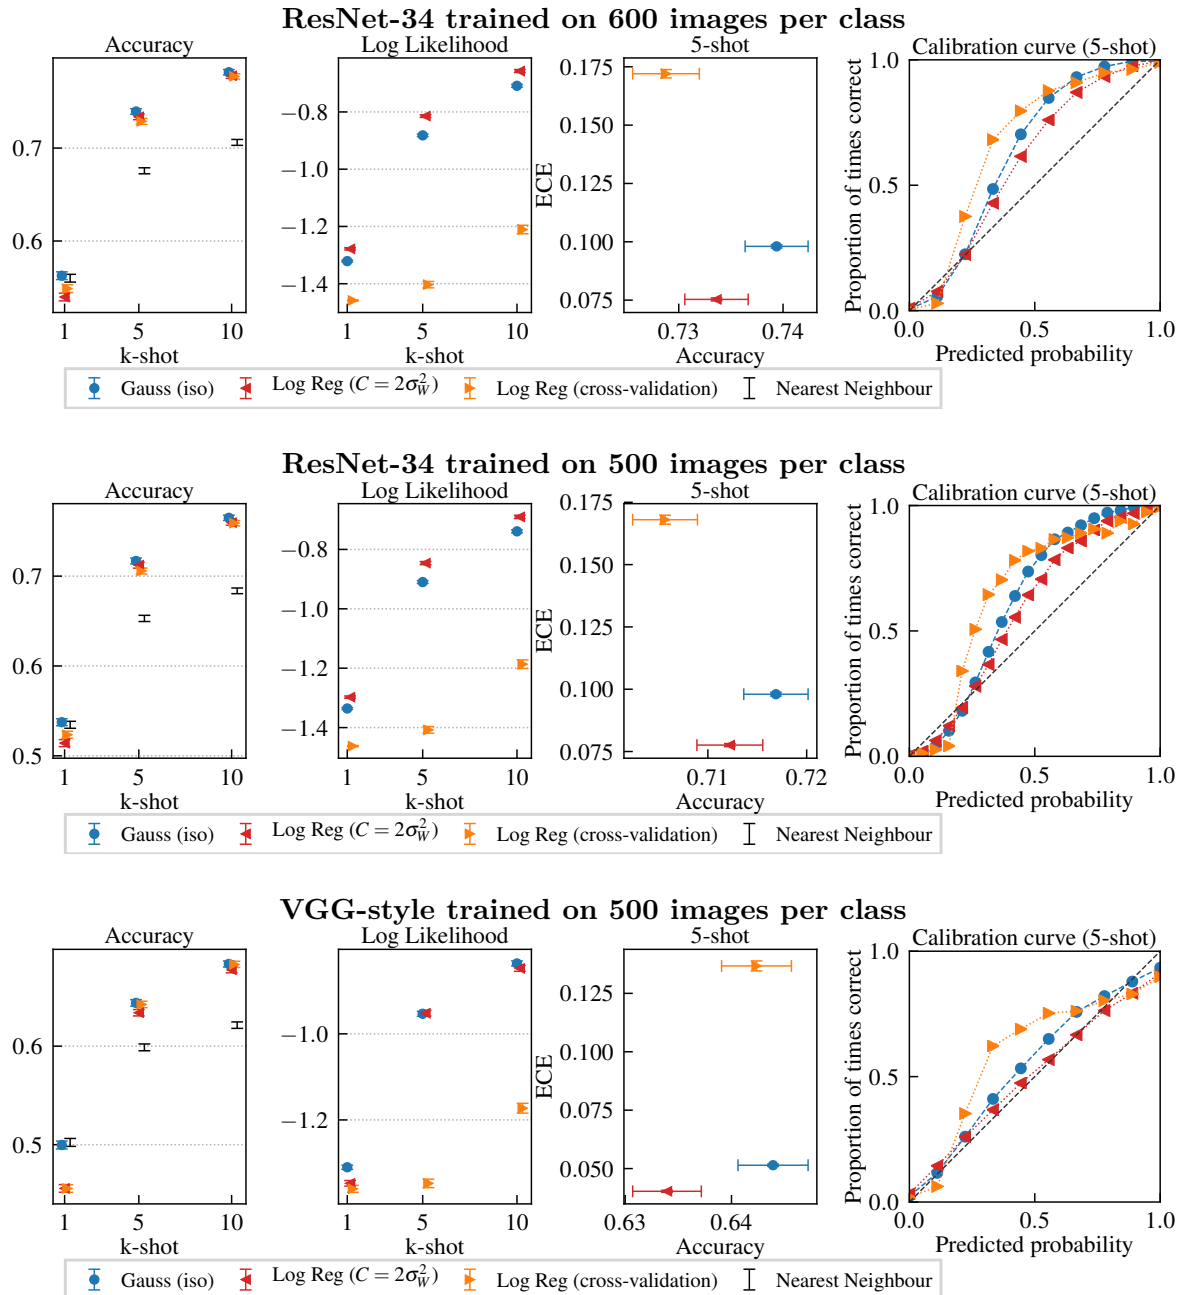 ResNet-34 trained on 600 images per class
Accuracy
0.7
0.6
1 5 10
k-shot
Log Likelihood
−0.8
−1.0
−1.2
−1.4
1 5 10
k-shot
5-shot
ECE
0.175
0.150
0.125
0.100
0.075
0.73 0.74
Accuracy
Calibration curve (5-shot)
Proportion of times correct
1.0
0.5
0.0
0.0 0.5 1.0
Predicted probability
Gauss (iso) Log Reg (C = 2σ_W^2) Log Reg (cross-validation) Nearest Neighbour
ResNet-34 trained on 500 images per class
Accuracy
0.7
0.6
0.5
1 5 10
k-shot
Log Likelihood
−0.8
−1.0
−1.2
−1.4
1 5 10
k-shot
5-shot
ECE
0.175
0.150
0.125
0.100
0.075
0.71 0.72
Accuracy
Calibration curve (5-shot)
Proportion of times correct
1.0
0.5
0.0
0.0 0.5 1.0
Predicted probability
Gauss (iso) Log Reg (C = 2σ_W^2) Log Reg (cross-validation) Nearest Neighbour
VGG-style trained on 500 images per class
Accuracy
0.6
0.5
1 5 10
k-shot
Log Likelihood
−1.0
−1.2
1 5 10
k-shot
5-shot
ECE
0.125
0.100
0.075
0.050
0.63 0.64
Accuracy
Calibration curve (5-shot)
Proportion of times correct
1.0
0.5
0.0
0.0 0.5 1.0
Predicted probability
Gauss (iso) Log Reg (C = 2σ_W^2) Log Reg (cross-validation) Nearest Neighbour